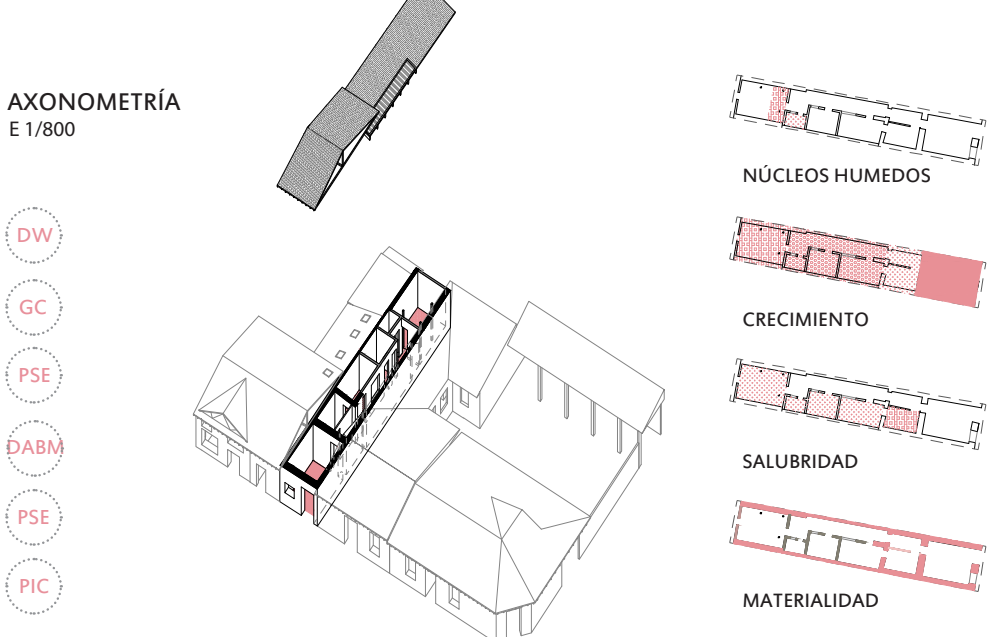 AXONOMETRÍA
E 1/800
DW
GC
PSE
DABM
PSE
PIC
NÚCLEOS HUMEDOS
CRECIMIENTO
SALUBRIDAD
MATERIALIDAD